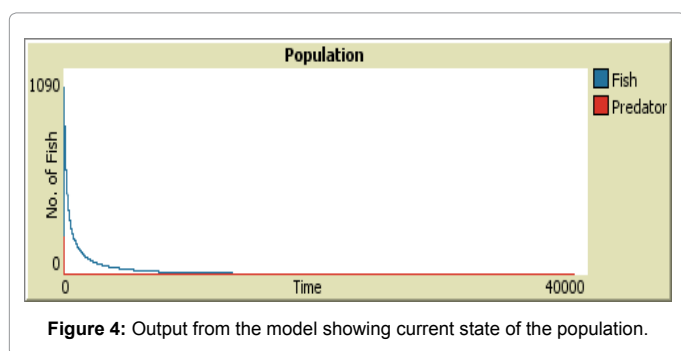 Population
1090
Fish
Predator
No. of Fish
0
0
Time
40000
Figure 4: Output from the model showing current state of the population.